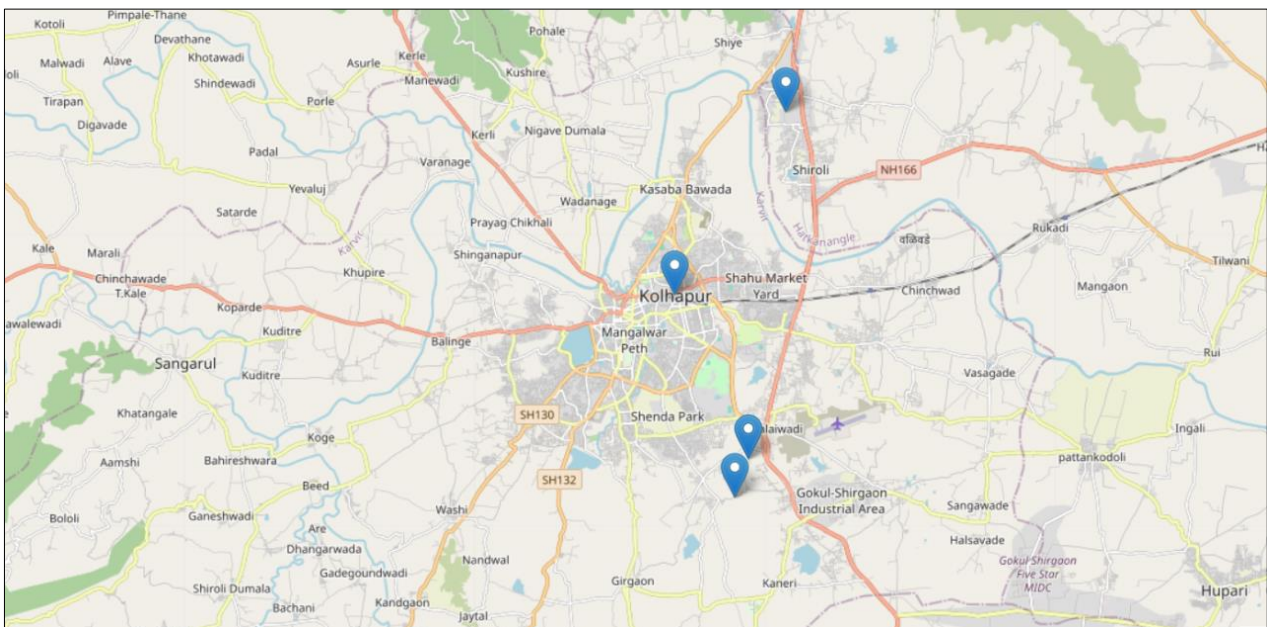 Kotoli
Pimpale-Thane
Devathane
Malwadi
Alave
Khotawadi
Shindewadi
Tirapan
Digavade
Porle
Padal
Yevaluj
Satarde
Asurle
Kerle
Manewadi
Pohale
Kushire
Kerli
Nigave Dumala
Varanage
Wadanage
Prayag Chikhali
Shinganapur
Shiye
Kasaba Bawada
Shiroli
NH166
Karvir
Karvir
Hatkanangle
वळिवडे
Rukadi
Tilwani
Mangaon
Chinchwad
Kale
Marali
Chinchawade
T.Kale
Khupire
Koparde
Kuditre
Balinge
Sangarul
Kuditre
Khatangale
Kolhapur
Shahu Market
Yard
Mangalwar
Peth
Rui
Vasagade
SH130
Shenda Park
Koge
Aamshi
Bahireshwara
SH132
Beed
Bololi
Ganeshwadi
Are
Washi
Dhangarwada
Gadegoundwadi
Nandwal
Shiroli Dumala
Bachani
Kandgaon
Jaytal
Girgaon
Kaneri
Gokul-Shirgaon
Industrial Area
Ingali
pattankodoli
Sangawade
Halsavade
Gokul Shirgaon
Five Star
MIDC
Hupari